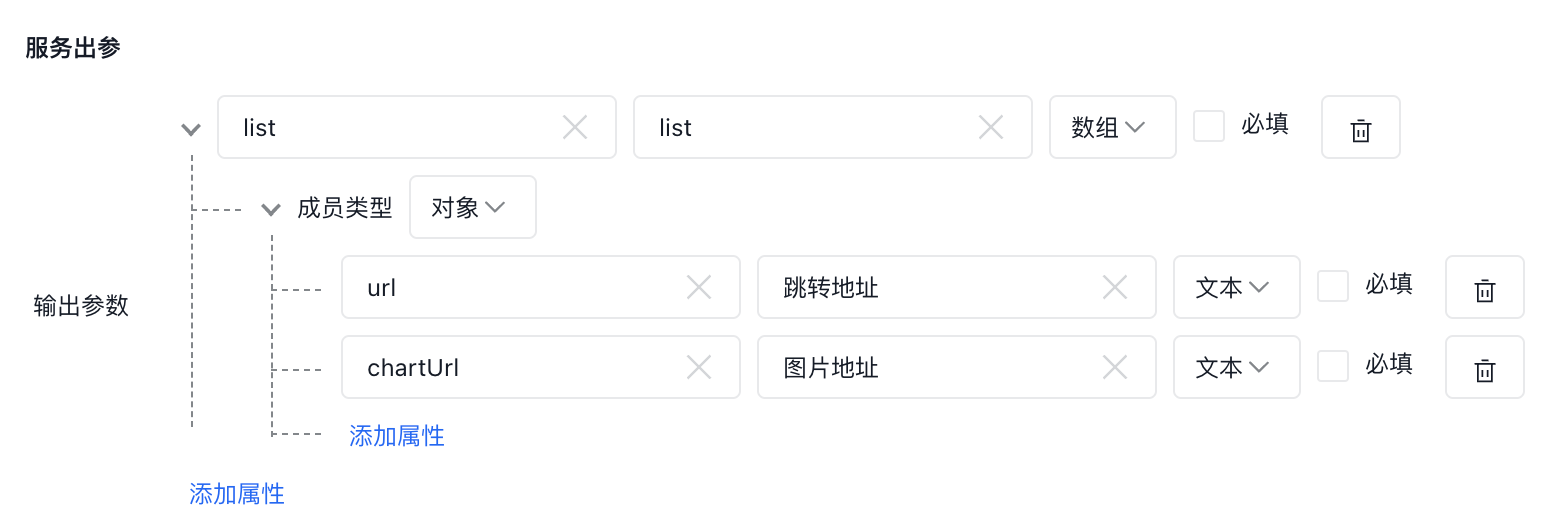 服务出参
list list 数组 必填
成员类型 对象
url 跳转地址 文本 必填
输出参数
chartUrl 图片地址 文本 必填
添加属性
添加属性